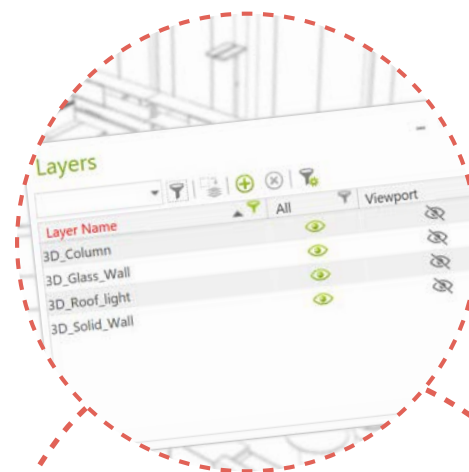 Layers
Layer Name All Viewport
3D_Column
3D_Glass_Wall
3D_Roof_light
3D_Solid_Wall